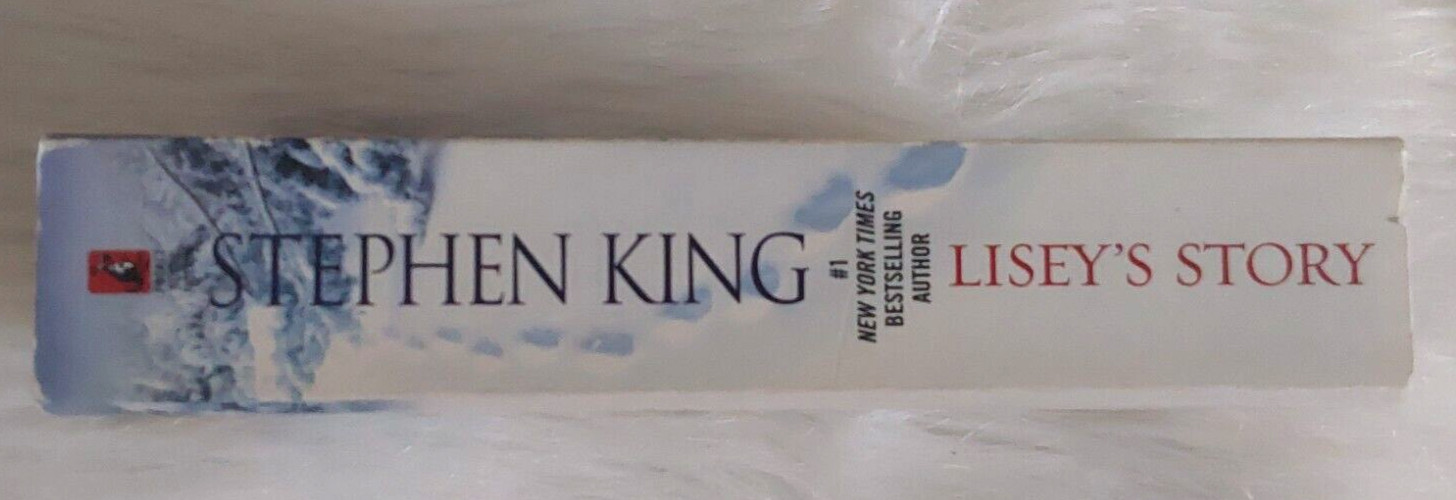 STEPHEN KING
#1
NEW YORK TIMES
BESTSELLING
AUTHOR
LISEY'S STORY